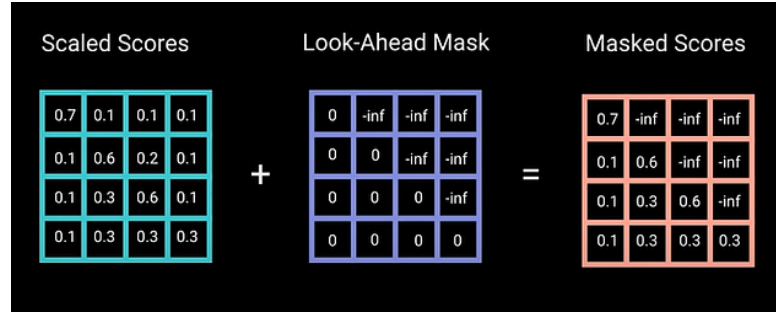 Scaled Scores Look-Ahead Mask Masked Scores
0.7 0.1 0.1 0.1 0 -inf -inf -inf 0.7 -inf -inf -inf
0.1 0.6 0.2 0.1 0 0 -inf -inf 0.1 0.6 -inf -inf
+ =
0.1 0.3 0.6 0.1 0 0 0 -inf 0.1 0.3 0.6 -inf
0.1 0.3 0.3 0.3 0 0 0 0 0.1 0.3 0.3 0.3